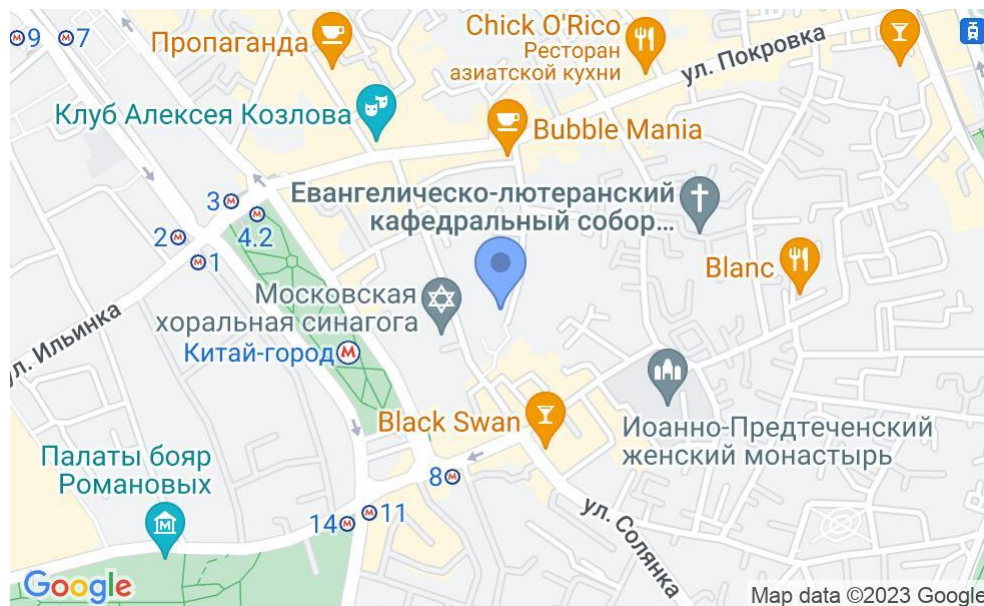 9
7
Пропаганда
Chick O'Rico
Ресторан
азиатской кухни
ул. Покровка
Клуб Алексея Козлова
Bubble Mania
Евангелическо-лютеранский
кафедральный собор...
3
4.2
2
1
Blanc
Московская
хоральная синагога
ул. Ильинка
Китай-город
Black Swan
Иоанно-Предтеченский
женский монастырь
Палаты бояр
Романовых
8
14
11
ул. Солянка
Google
Map data ©2023 Google